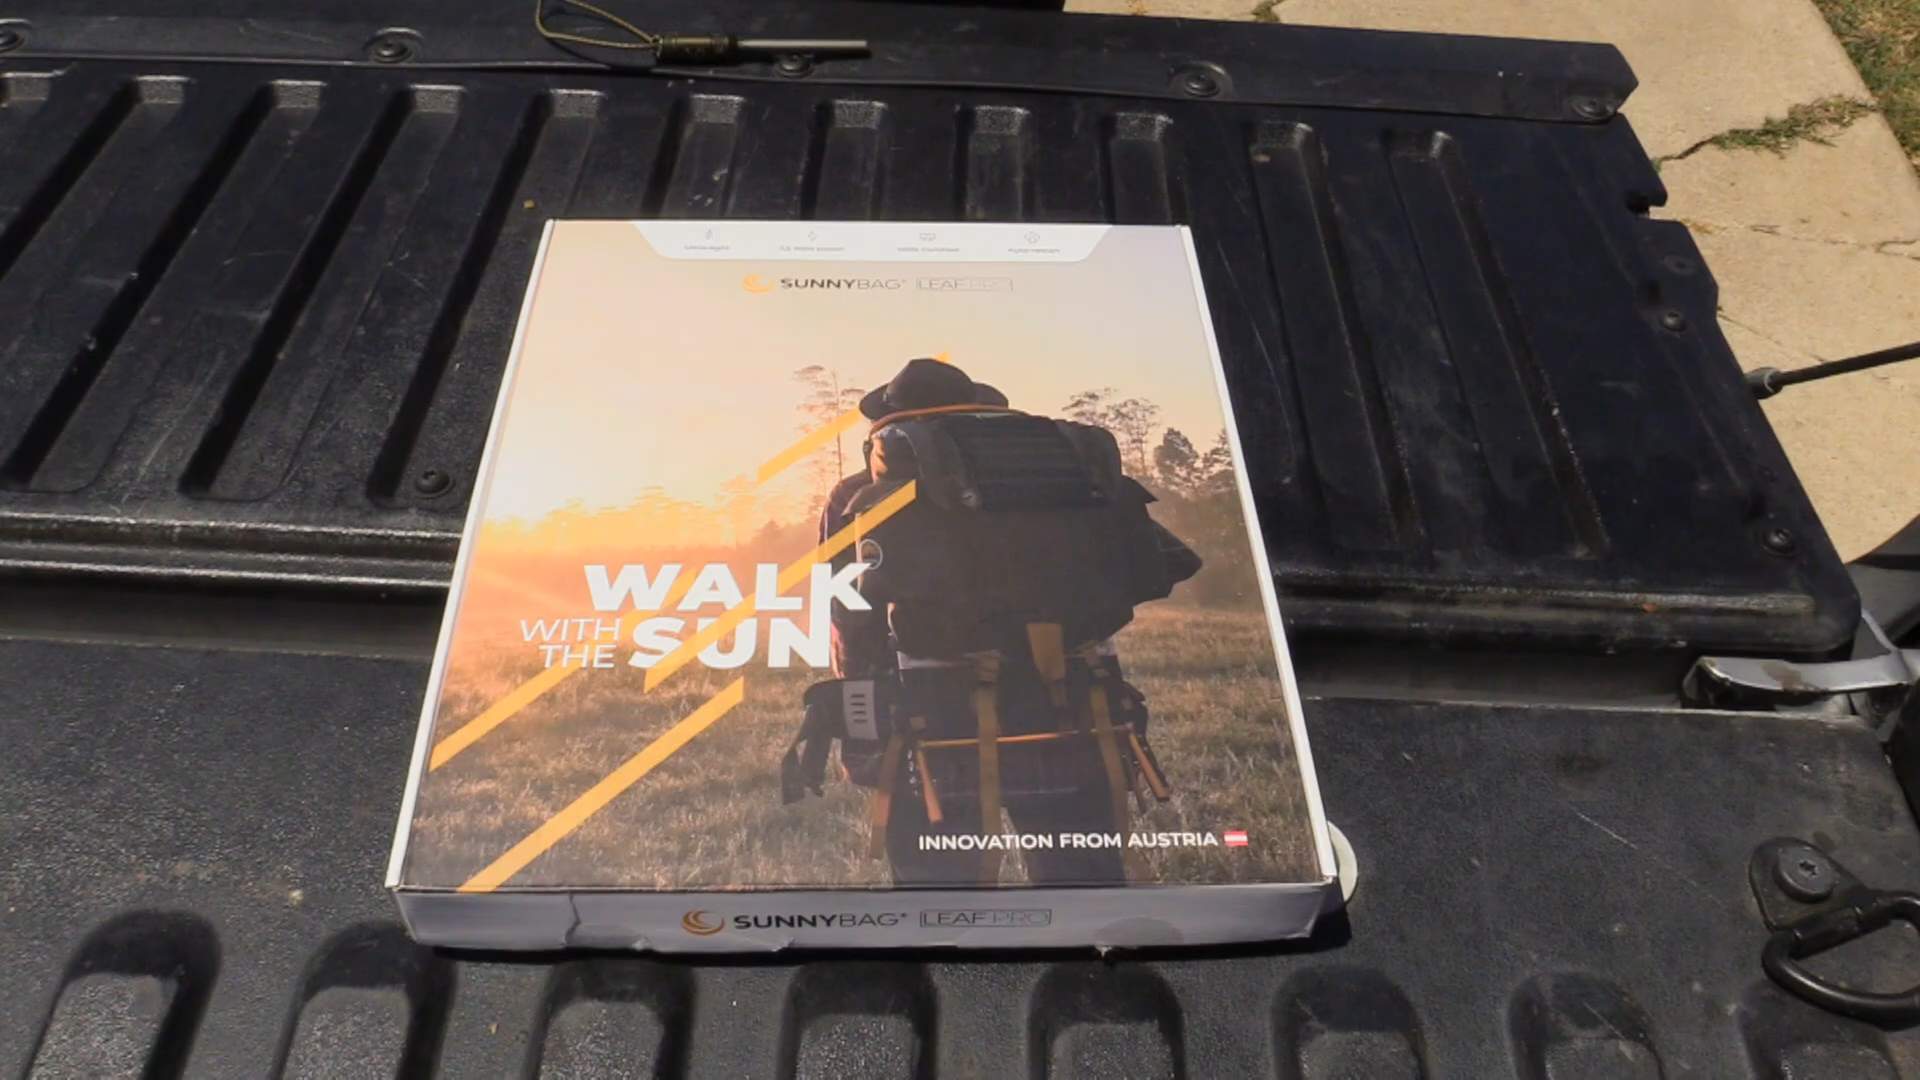 SUNNYBAG® LEAF PRO
WALK
WITH
THE SUN
INNOVATION FROM AUSTRIA
SUNNYBAG® LEAF PRO